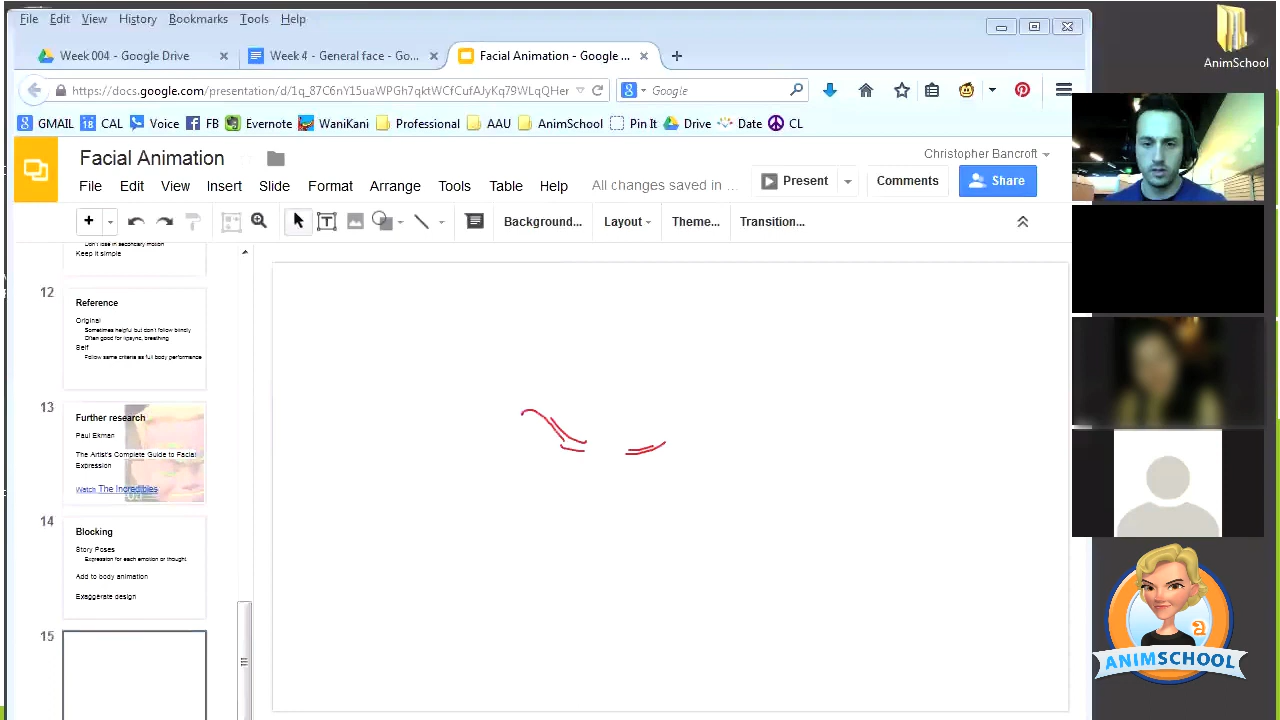 File Edit View History Bookmarks Tools Help
AnimSchool
Week 004 - Google Drive
Week 4 - General face - Go...
Facial Animation - Google ...
https://docs.google.com/presentation/d/1q_87C6nY15uxWPGh7qktWCfCufAJyKq79WLqQHer
Google
GMAIL CAL Voice FB Evernote WaniKani Professional AAU AnimSchool Pin It Drive Date CL
Facial Animation
Christopher Bancroft
File Edit View Insert Slide Format Arrange Tools Table Help
All changes saved in ...
Present
Comments
Share
Background... Layout Theme... Transition...
Don't lose in secondary motion
Keep it simple
12
Reference
Original
Sometimes helpful but don't follow blindly
Often good for lipsync, breathing
Self
Follow same criteria as full body performance
13
Further research
Paul Ekman
The Artist's Complete Guide to Facial
Expression
Watch The Incredibles
14
Blocking
Story Poses
Expression for each emotion or thought
Add to body animation
Exaggerate design
15
a
ANIMSCHOOL